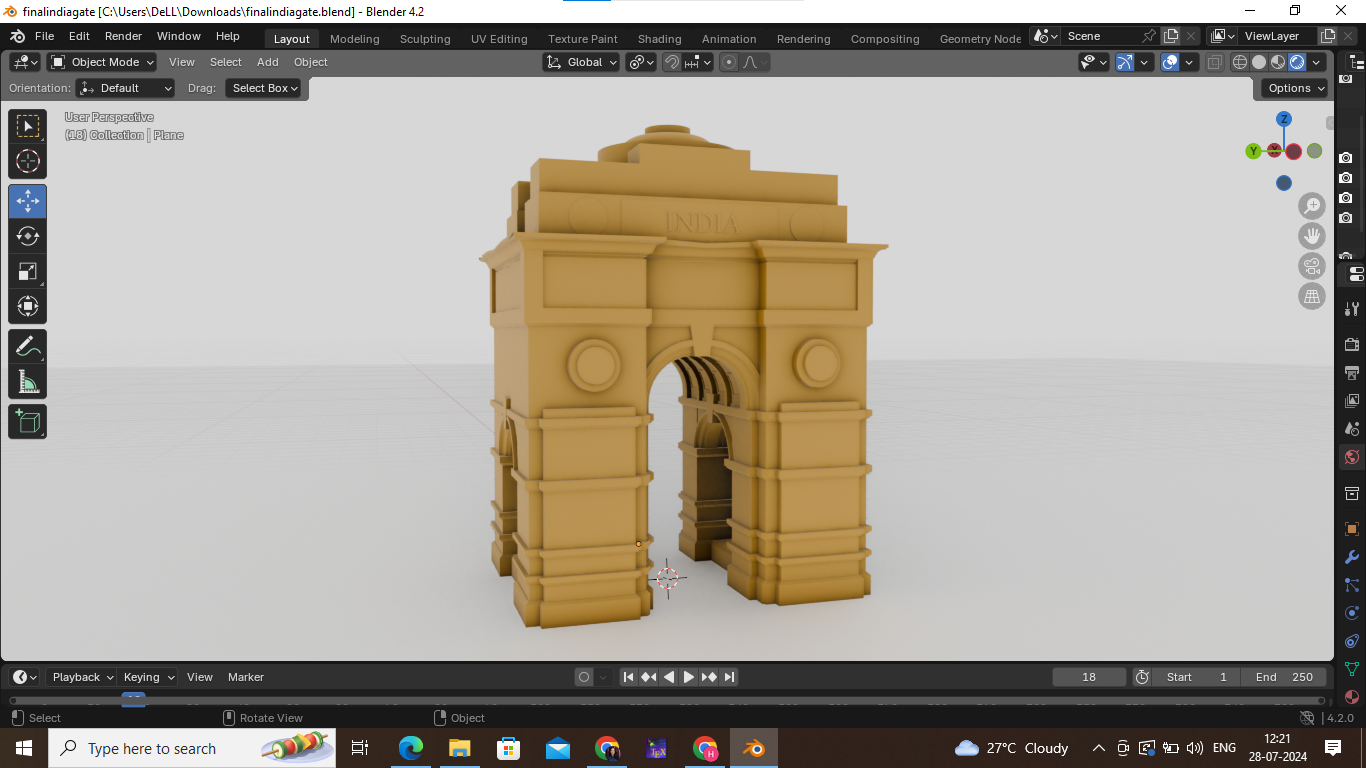 finalindiagate [C:\Users\DeLL\Downloads\finalindiagate.blend] - Blender 4.2
File Edit Render Window Help Layout Modeling Sculpting UV Editing Texture Paint Shading Animation Rendering Compositing Geometry Node Scene ViewLayer
Object Mode View Select Add Object Global
Orientation: Default Drag: Select Box Options
User Perspective
(18) Collection | Plane
Z
Y X
INDIA
Playback Keying View Marker 18 Start 1 End 250
Select Rotate View Object 4.2.0
Type here to search 27°C Cloudy ENG 12:21
28-07-2024